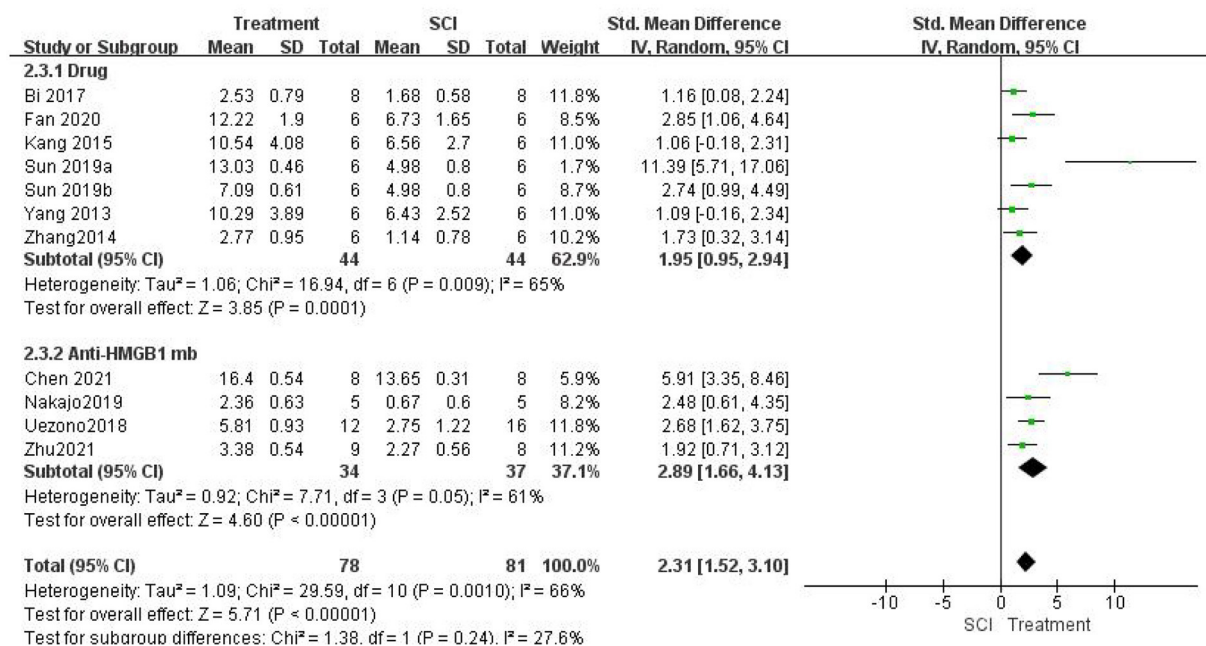 Treatment SCI Std. Mean Difference Std. Mean Difference
Study or Subgroup Mean SD Total Mean SD Total Weight IV, Random, 95% CI IV, Random, 95% CI
2.3.1 Drug
Bi 2017 2.53 0.79 8 1.68 0.58 8 11.8% 1.16 [0.08, 2.24]
Fan 2020 12.22 1.9 6 6.73 1.65 6 8.5% 2.85 [1.06, 4.64]
Kang 2015 10.54 4.08 6 6.56 2.7 6 11.0% 1.06 [-0.18, 2.31]
Sun 2019a 13.03 0.46 6 4.98 0.8 6 1.7% 11.39 [5.71, 17.06]
Sun 2019b 7.09 0.61 6 4.98 0.8 6 8.7% 2.74 [0.99, 4.49]
Yang 2013 10.29 3.89 6 6.43 2.52 6 11.0% 1.09 [-0.16, 2.34]
Zhang2014 2.77 0.95 6 1.14 0.78 6 10.2% 1.73 [0.32, 3.14]
Subtotal (95% CI) 44 44 62.9% 1.95 [0.95, 2.94]
Heterogeneity: Tau² = 1.06; Chi² = 16.94, df = 6 (P = 0.009); I² = 65%
Test for overall effect: Z = 3.85 (P = 0.0001)
2.3.2 Anti-HMGB1 mb
Chen 2021 16.4 0.54 8 13.65 0.31 8 5.9% 5.91 [3.35, 8.46]
Nakajo2019 2.36 0.63 5 0.67 0.6 5 8.2% 2.48 [0.61, 4.35]
Uezono2018 5.81 0.93 12 2.75 1.22 16 11.8% 2.68 [1.62, 3.75]
Zhu2021 3.38 0.54 9 2.27 0.56 8 11.2% 1.92 [0.71, 3.12]
Subtotal (95% CI) 34 37 37.1% 2.89 [1.66, 4.13]
Heterogeneity: Tau² = 0.92; Chi² = 7.71, df = 3 (P = 0.05); I² = 61%
Test for overall effect: Z = 4.60 (P < 0.00001)
Total (95% CI) 78 81 100.0% 2.31 [1.52, 3.10]
Heterogeneity: Tau² = 1.09; Chi² = 29.59, df = 10 (P = 0.0010); I² = 66%
Test for overall effect: Z = 5.71 (P < 0.00001)
Test for subgroup differences: Chi² = 1.38, df = 1 (P = 0.24), I² = 27.6%
-10 -5 0 5 10
SCI Treatment